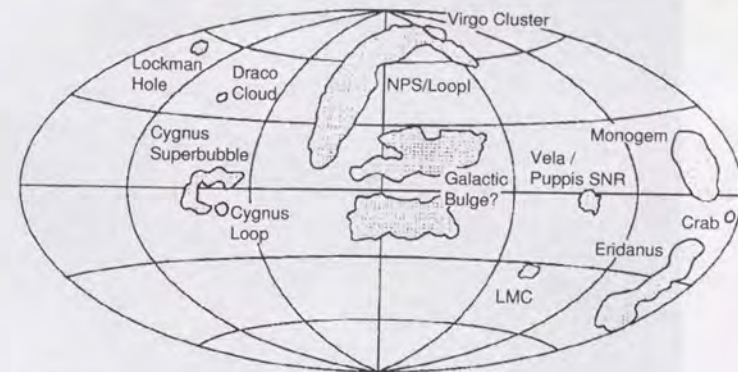 Virgo Cluster
Lockman
Hole
Draco
Cloud
NPS/LoopI
Cygnus
Superbubble
Monogem
Vela /
Puppis SNR
Galactic
Bulge?
Cygnus
Loop
Crab
Eridanus
LMC